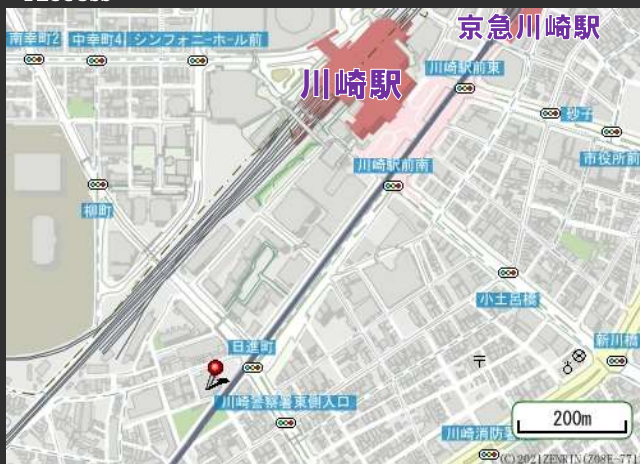 京急川崎駅
南幸町2
中幸町4
シンフォニーホール前
川崎駅
川崎駅前東
砂子
市役所前
川崎駅前南
柳町
小土呂橋
新川橋
日進町
川崎警察署東側入口
200m
川崎消防署
(C)2021ZENRIN(Z08E-771